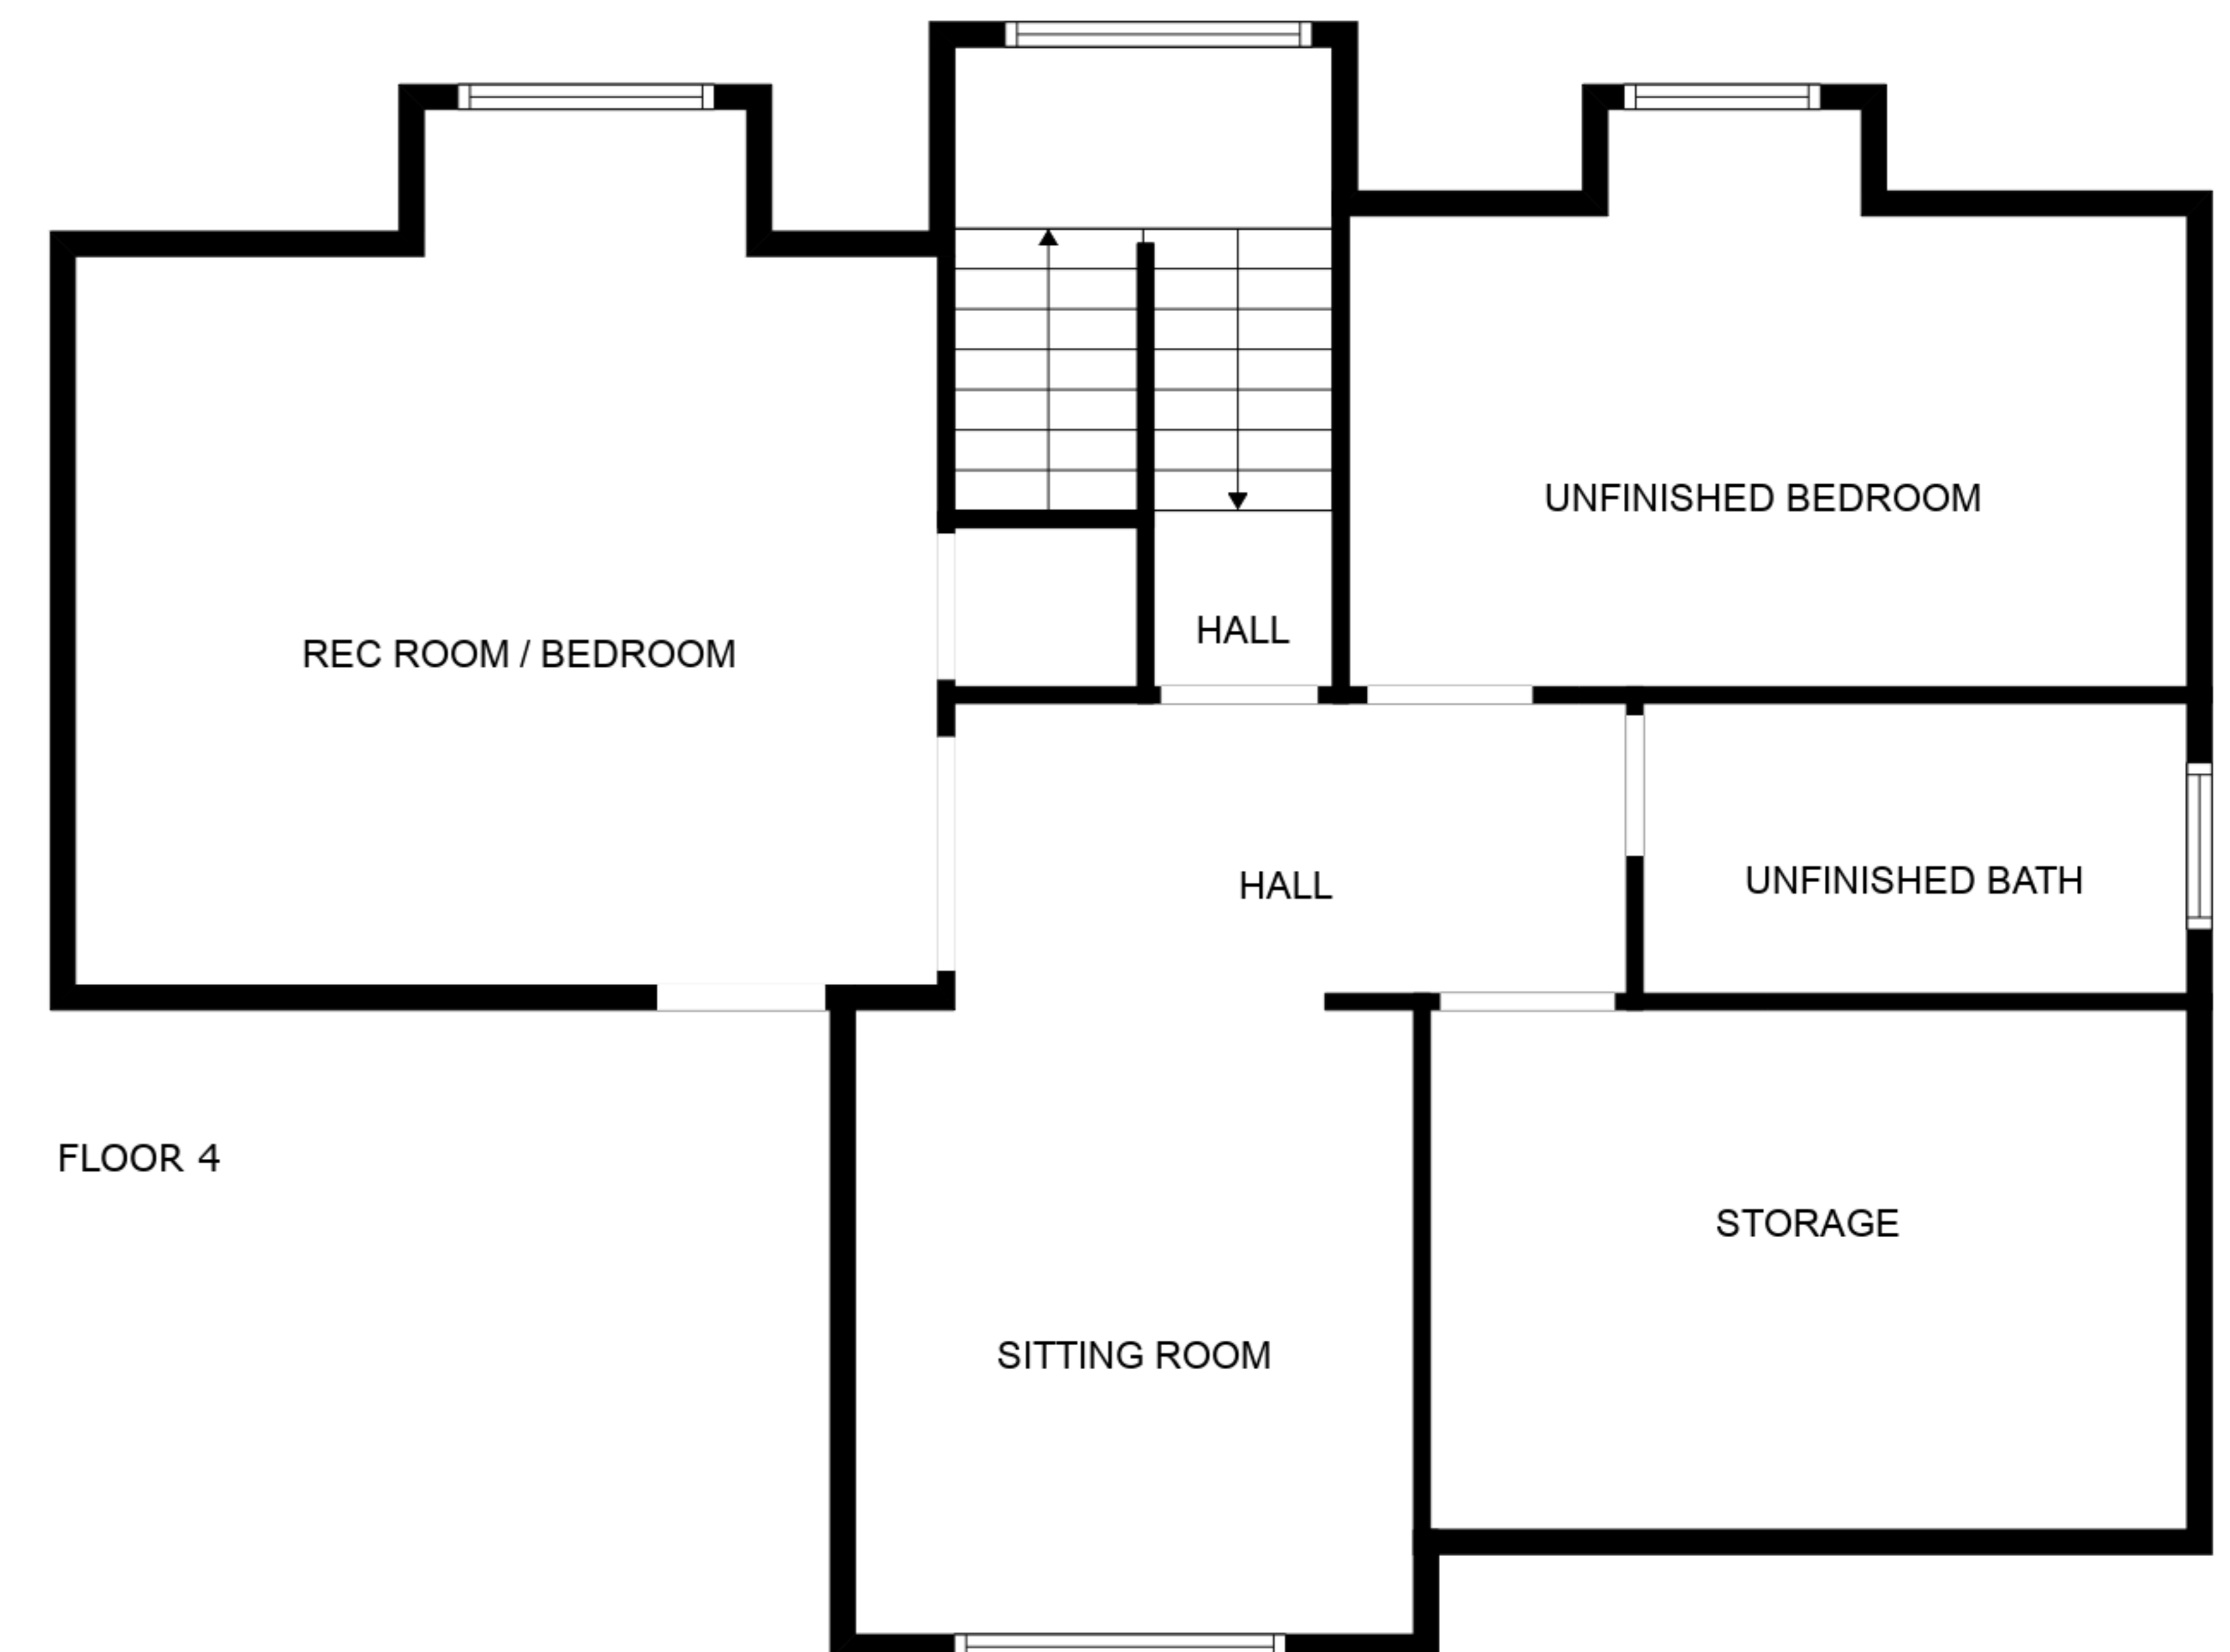 UNFINISHED BEDROOM
HALL
REC ROOM / BEDROOM
HALL
UNFINISHED BATH
FLOOR 4
STORAGE
SITTING ROOM